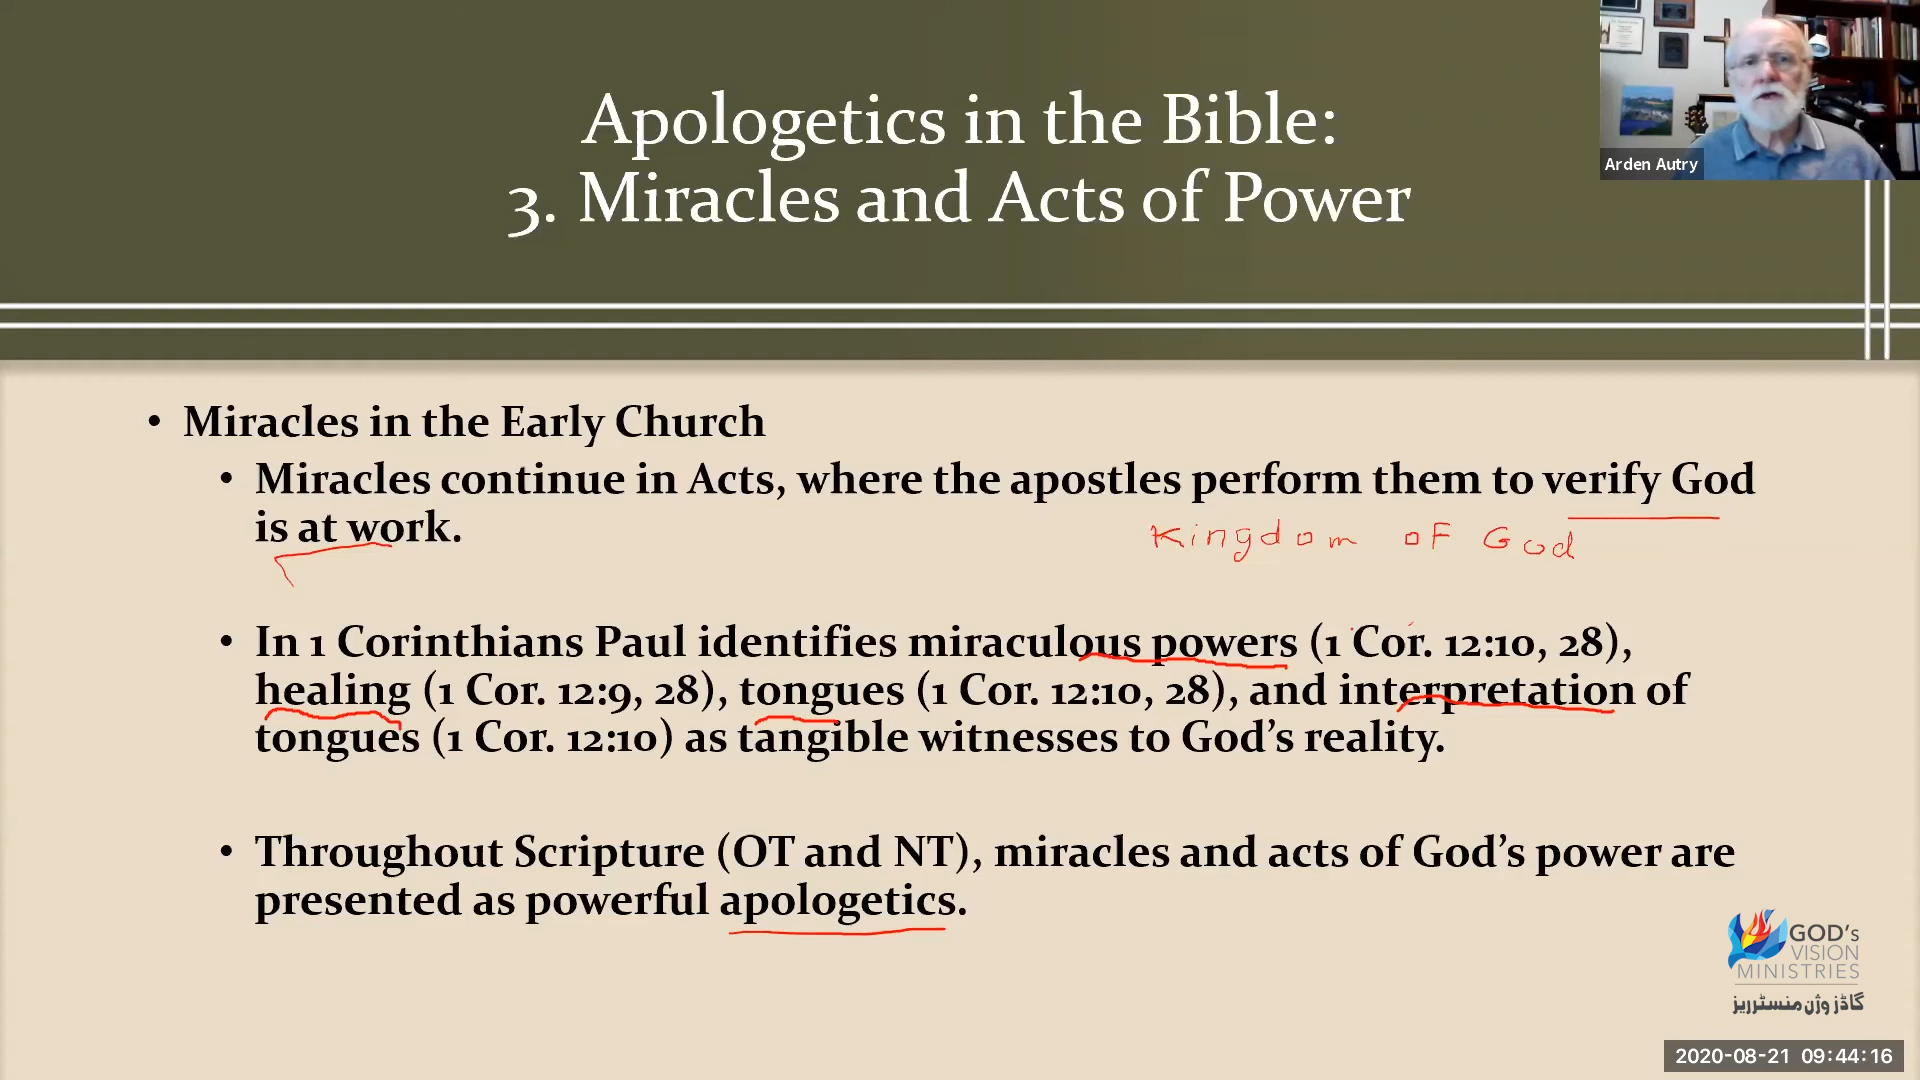 Apologetics in the Bible:
3. Miracles and Acts of Power
Arden Autry
• Miracles in the Early Church
• Miracles continue in Acts, where the apostles perform them to verify God
is at work.
Kingdom of God
• In 1 Corinthians Paul identifies miraculous powers (1 Cor. 12:10, 28),
healing (1 Cor. 12:9, 28), tongues (1 Cor. 12:10, 28), and interpretation of
tongues (1 Cor. 12:10) as tangible witnesses to God’s reality.
• Throughout Scripture (OT and NT), miracles and acts of God’s power are
presented as powerful apologetics.
GOD's
VISION
MINISTRIES
گاڈز وژن منسٹرریز
2020-08-21 09:44:16